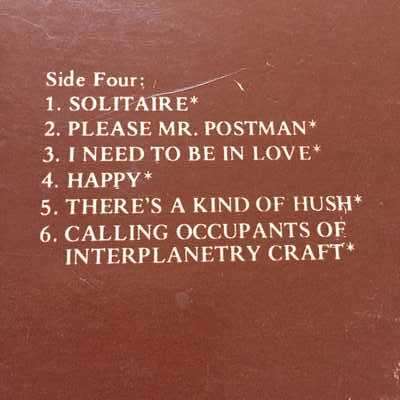 Side Four:
1. SOLITAIRE*
2. PLEASE MR. POSTMAN*
3. I NEED TO BE IN LOVE*
4. HAPPY*
5. THERE'S A KIND OF HUSH*
6. CALLING OCCUPANTS OF
INTERPLANETRY CRAFT*